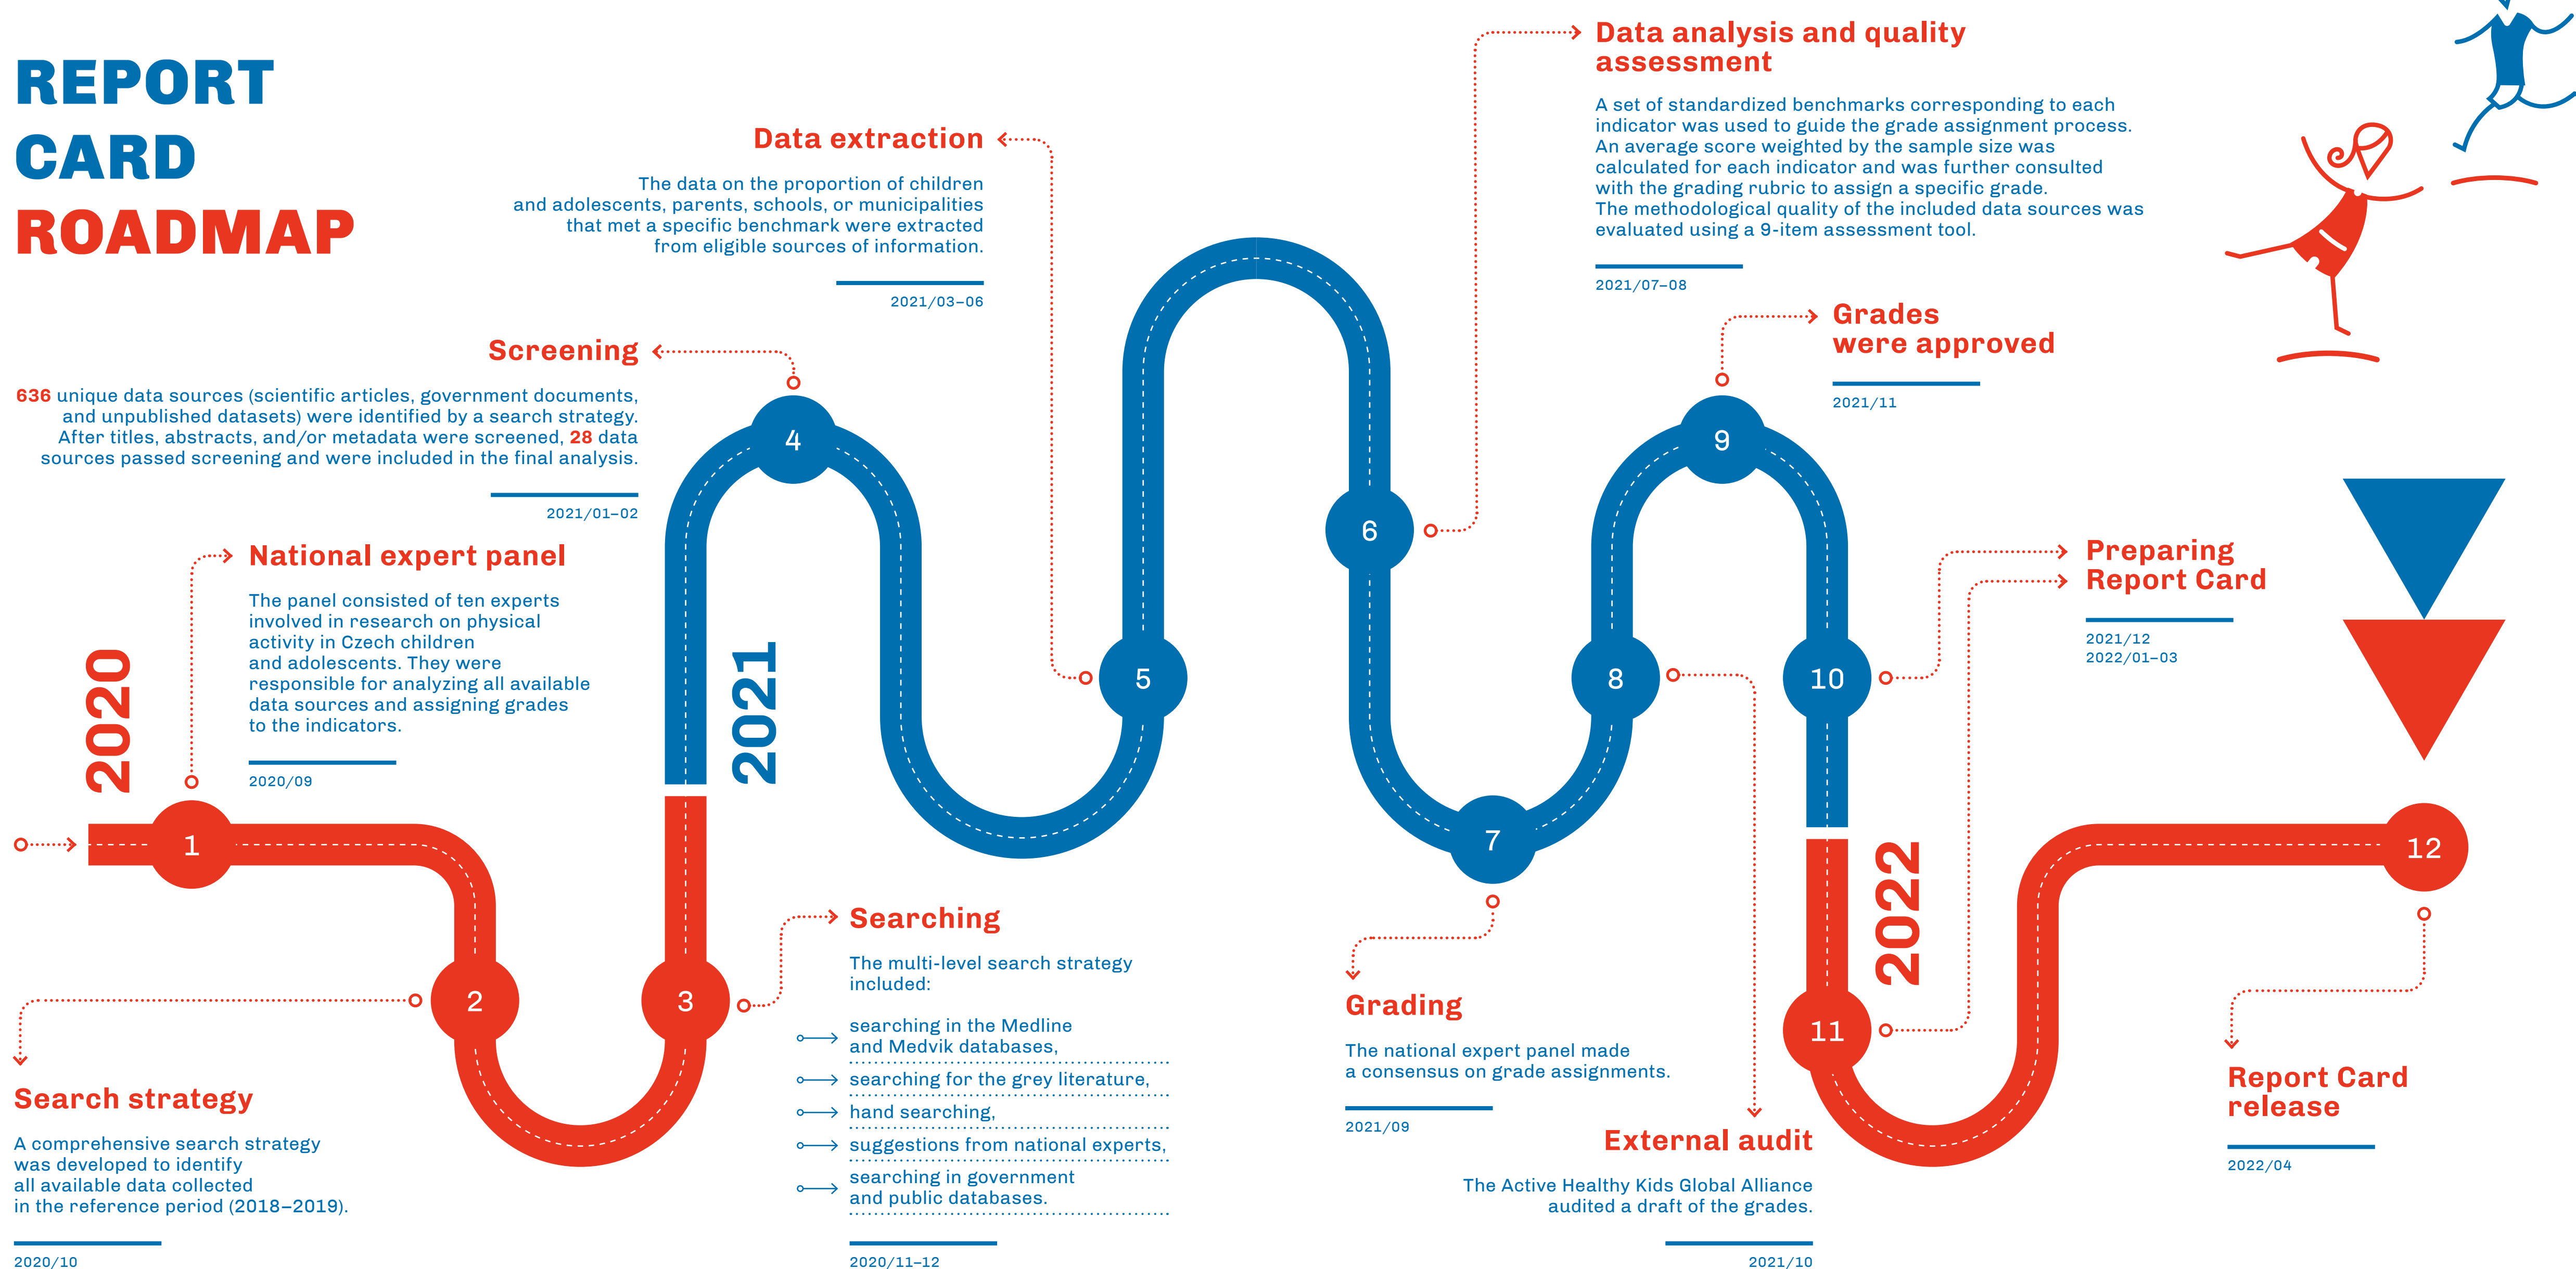 REPORT
CARD
ROADMAP
2020
1
National expert panel
The panel consisted of ten experts
involved in research on physical
activity in Czech children
and adolescents. They were
responsible for analyzing all available
data sources and assigning grades
to the indicators.
2020/09
2
Search strategy
A comprehensive search strategy
was developed to identify
all available data collected
in the reference period (2018–2019).
2020/10
3
Searching
The multi-level search strategy
included:
searching in the Medline
and Medvik databases,
searching for the grey literature,
hand searching,
suggestions from national experts,
searching in government
and public databases.
2020/11–12
2021
4
Screening
636 unique data sources (scientific articles, government documents,
and unpublished datasets) were identified by a search strategy.
After titles, abstracts, and/or metadata were screened, 28 data
sources passed screening and were included in the final analysis.
2021/01–02
5
Data extraction
The data on the proportion of children
and adolescents, parents, schools, or municipalities
that met a specific benchmark were extracted
from eligible sources of information.
2021/03–06
6
Data analysis and quality
assessment
A set of standardized benchmarks corresponding to each
indicator was used to guide the grade assignment process.
An average score weighted by the sample size was
calculated for each indicator and was further consulted
with the grading rubric to assign a specific grade.
The methodological quality of the included data sources was
evaluated using a 9-item assessment tool.
2021/07–08
7
Grading
The national expert panel made
a consensus on grade assignments.
2021/09
8
External audit
The Active Healthy Kids Global Alliance
audited a draft of the grades.
2021/10
9
Grades
were approved
2021/11
10
Preparing
Report Card
2021/12
2022/01–03
2022
11
12
Report Card
release
2022/04